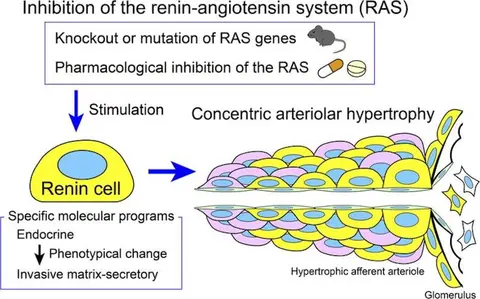 Inhibition of the renin-angiotensin system (RAS)
Knockout or mutation of RAS genes
Pharmacological inhibition of the RAS
Stimulation
Concentric arteriolar hypertrophy
Renin cell
Specific molecular programs
Endocrine
Phenotypical change
Invasive matrix-secretory
Hypertrophic afferent arteriole
Glomerulus